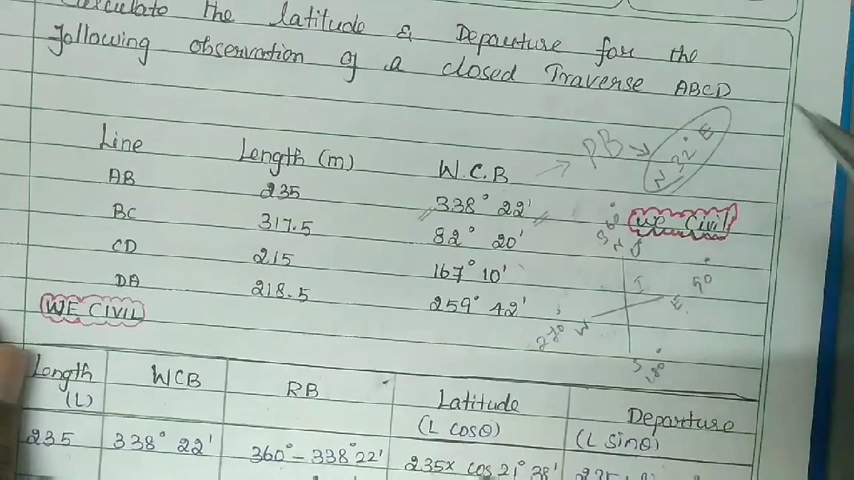 Calculate the latitude & Departure for the
following observation of a closed Traverse ABCD
Line Length (m) W.C.B
RB → N 32° E
AB 235 338° 22'
BC 317.5 82° 20'
CD 215 167° 10'
DA 218.5 259° 42'
WE CIVIL
WE CIVIL
360 N 0
I
90
E
270 W
S 180
Length (L) WCB RB Latitude (L cosθ) Departure (L sinθ)
235 338° 22' 360° - 338° 22' 235x cos 21° 38'